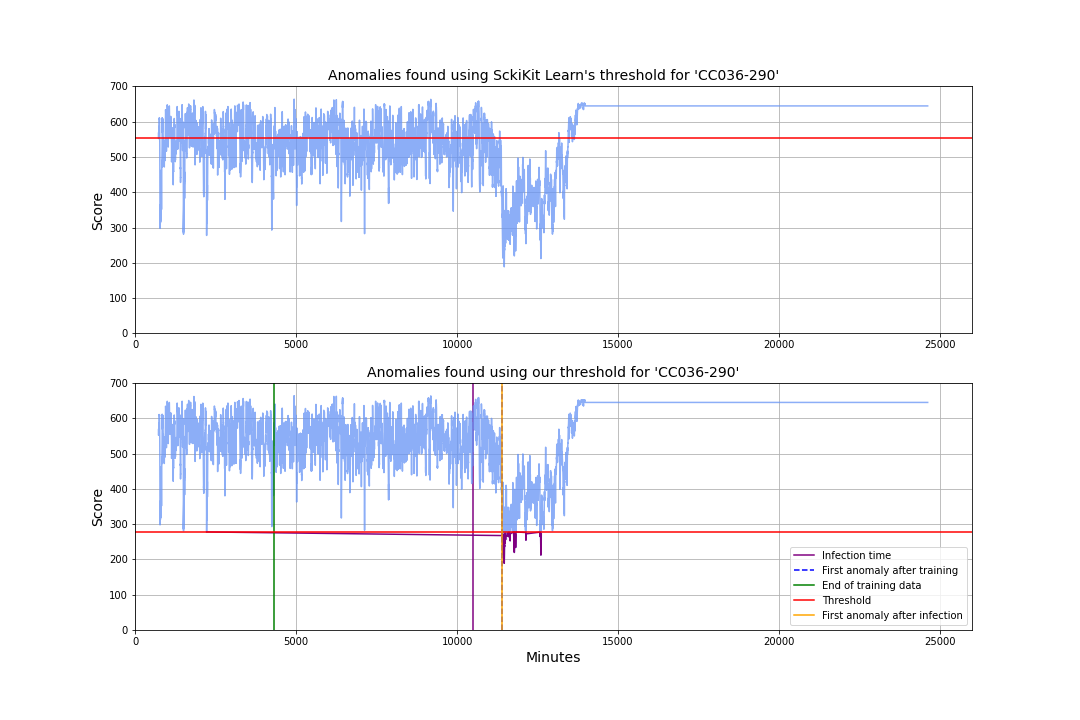 Anomalies found using SckiKit Learn's threshold for 'CC036-290'
700
600
500
400
300
200
100
0
Score
0 5000 10000 15000 20000 25000
Anomalies found using our threshold for 'CC036-290'
700
600
500
400
300
200
100
0
Score
Infection time
First anomaly after training
End of training data
Threshold
First anomaly after infection
0 5000 10000 15000 20000 25000
Minutes